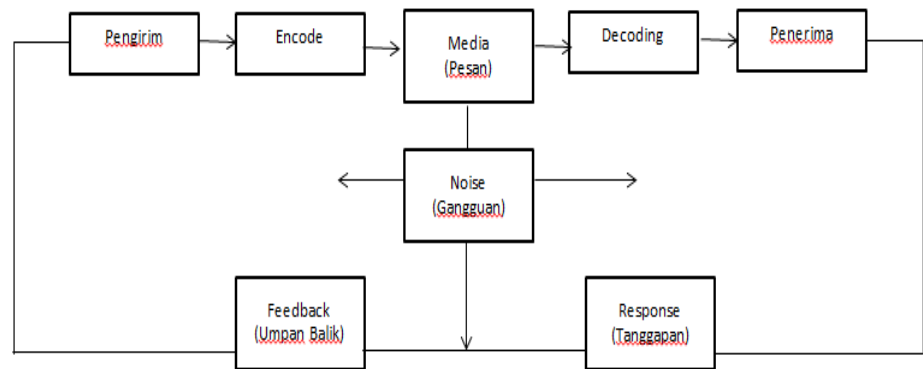 Pengirim
Encode
Media
(Pesan)
Decoding
Penerima
Noise
(Gangguan)
Feedback
(Umpan Balik)
Response
(Tanggapan)